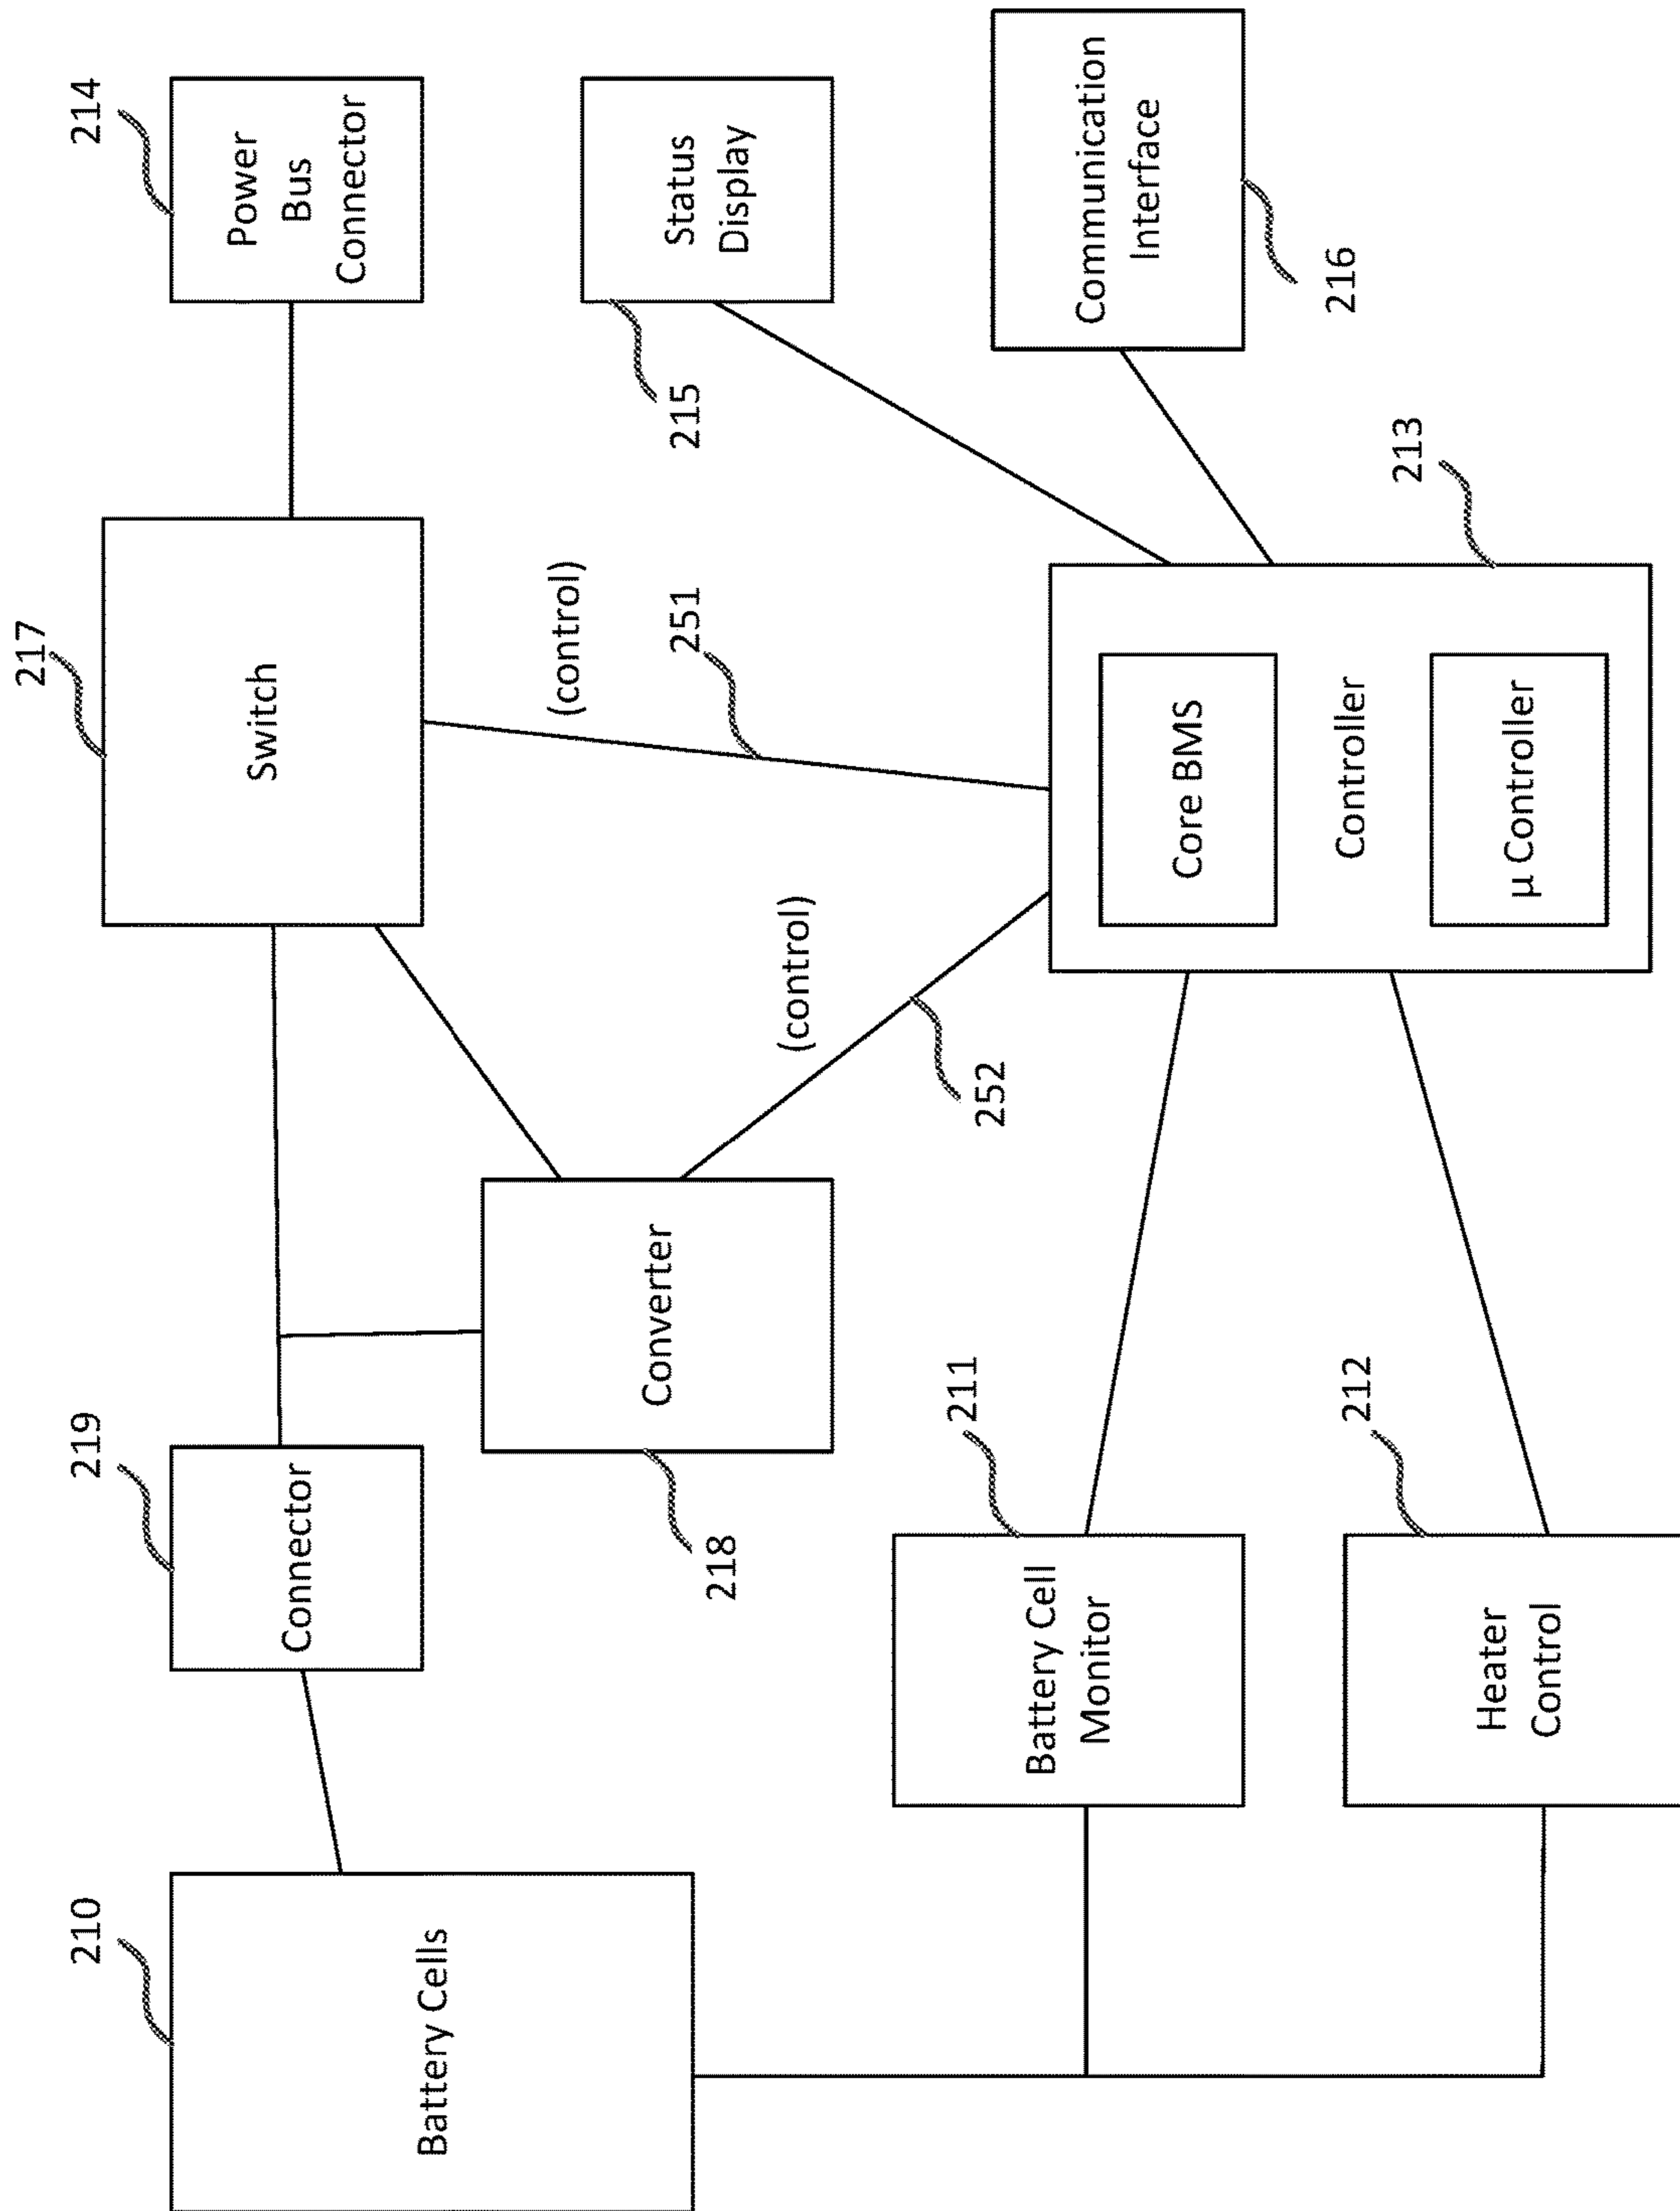 210
Battery Cells
219
Connector
217
Switch
214
Power
Bus
Connector
218
Converter
(control)
251
(control)
252
215
Status
Display
211
Battery Cell
Monitor
212
Heater
Control
213
Core BMS
Controller
µ Controller
Communication
Interface
216